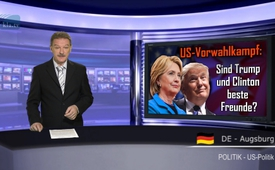 US-Vorwahlkampf:
Sind Trump
und Clinton
beste
Freunde?
DE - Augsburg
POLITIK - US-Politik